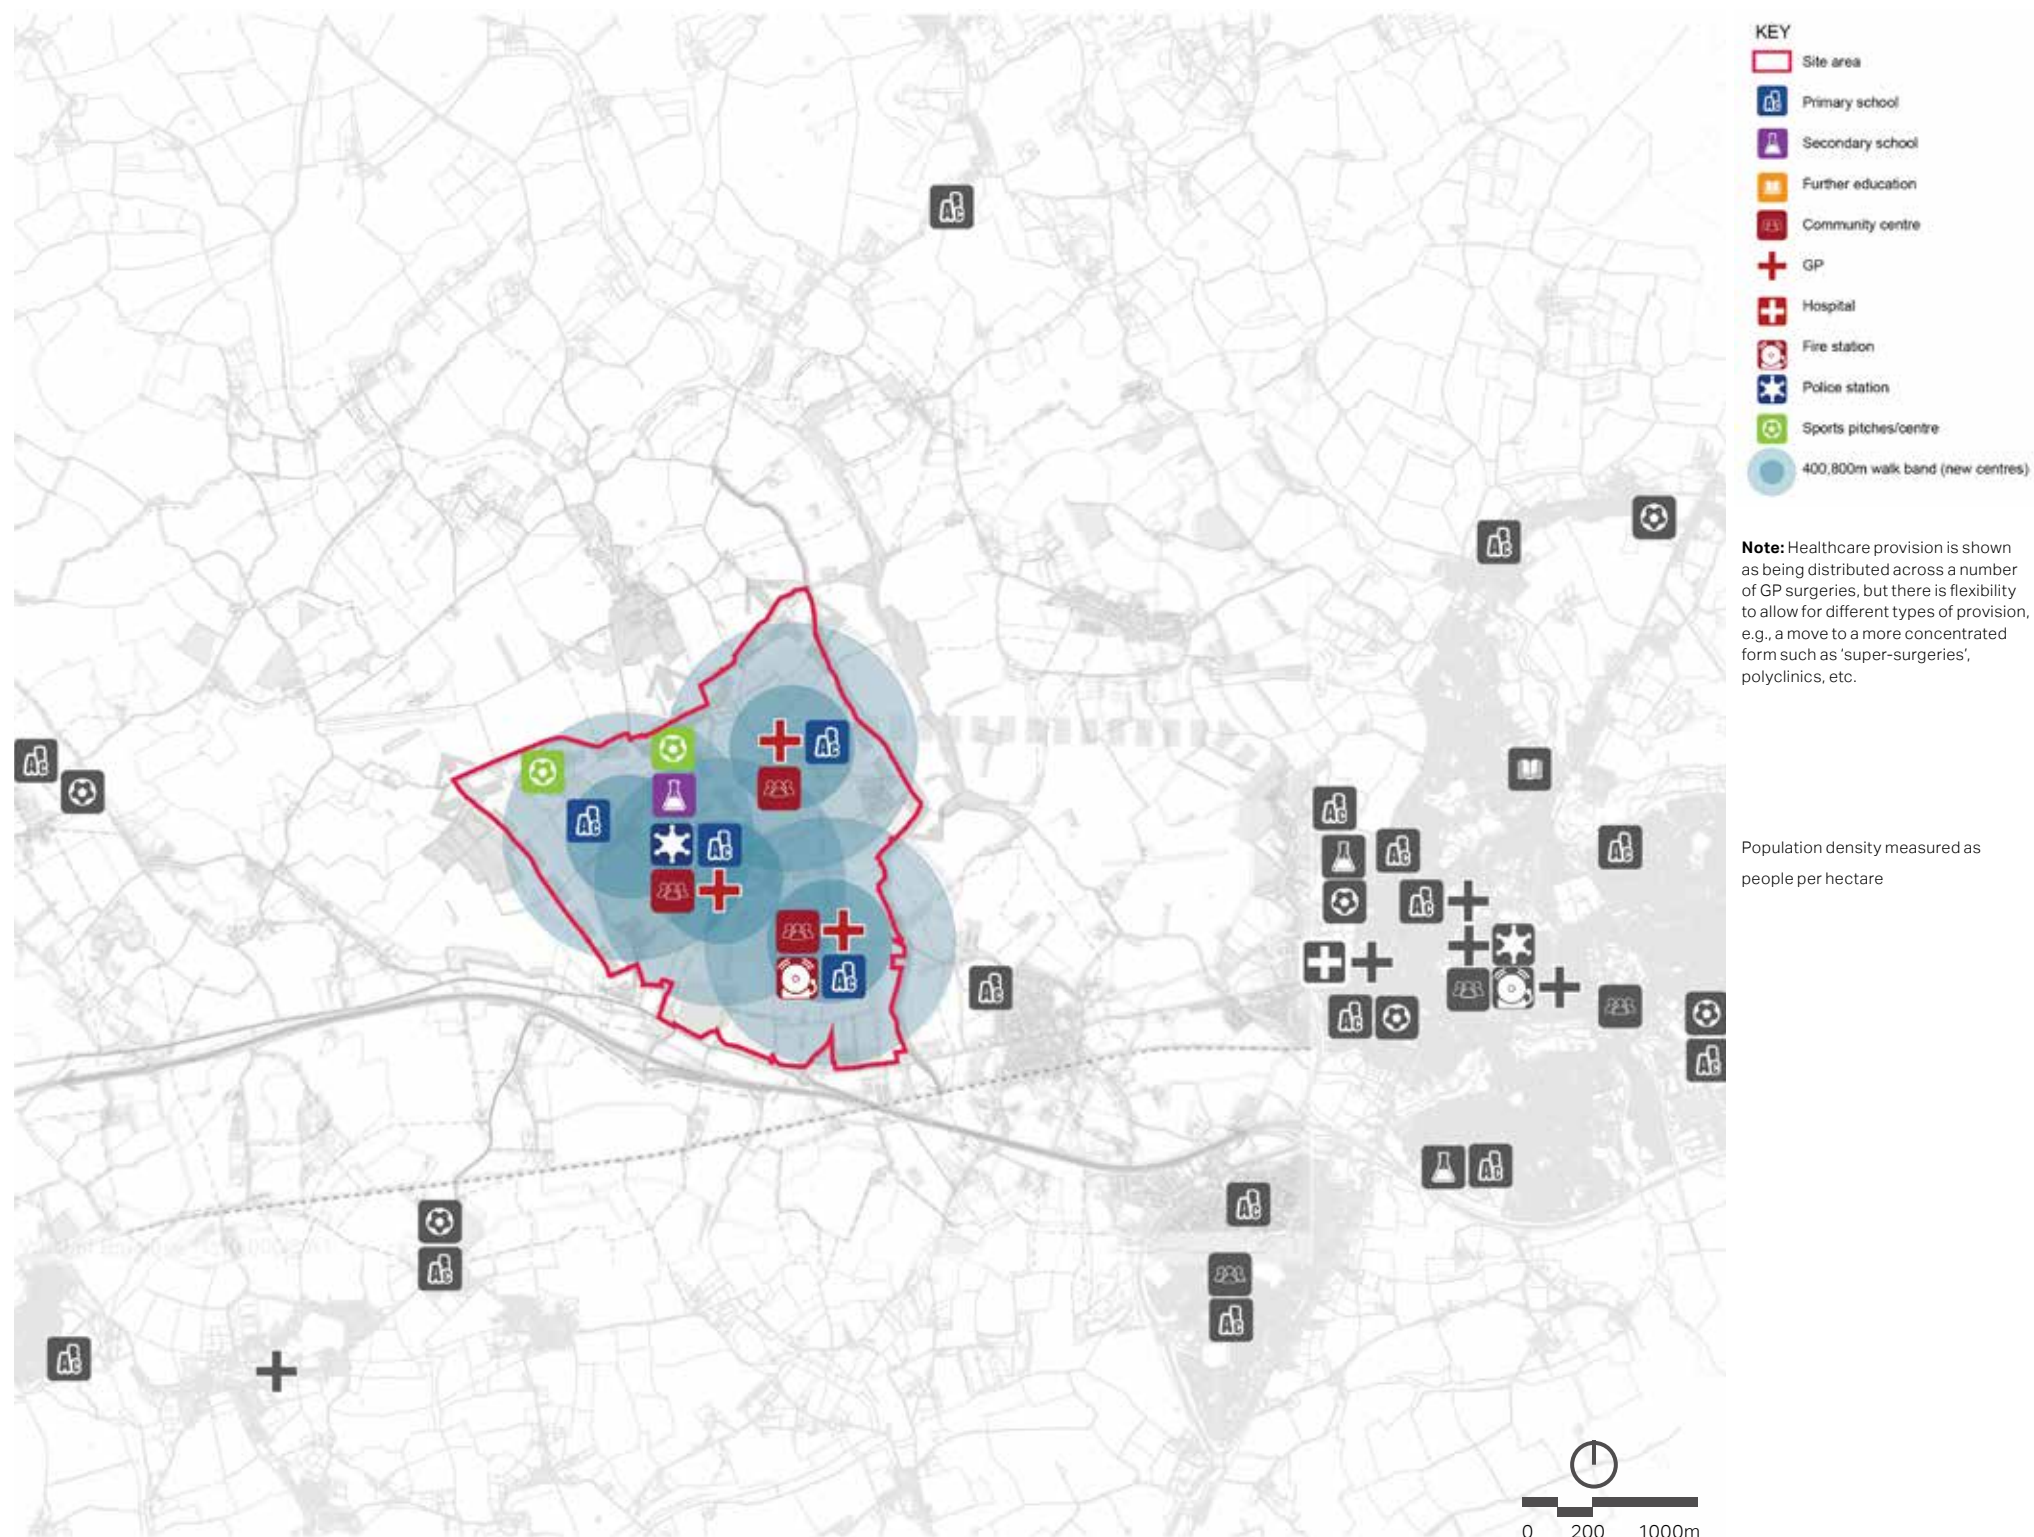 KEY
Site area
Primary school
Secondary school
Further education
Community centre
GP
Hospital
Fire station
Police station
Sports pitches/centre
400,800m walk band (new centres)
Note: Healthcare provision is shown
as being distributed across a number
of GP surgeries, but there is flexibility
to allow for different types of provision,
e.g., a move to a more concentrated
form such as ‘super-surgeries’,
polyclinics, etc.
Population density measured as
people per hectare
0 200 1000m